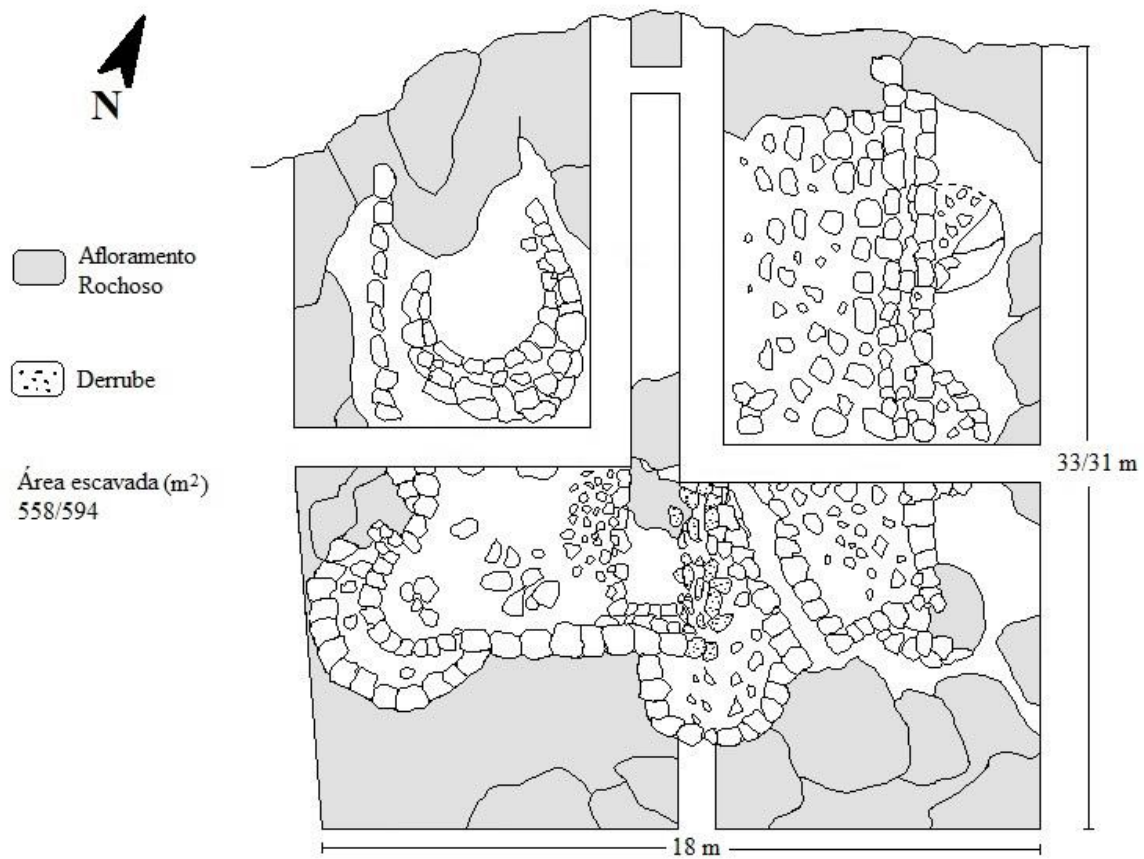 N
Afloramento
Rochoso
Derrube
Área escavada (m²)
558/594
33/31 m
18 m